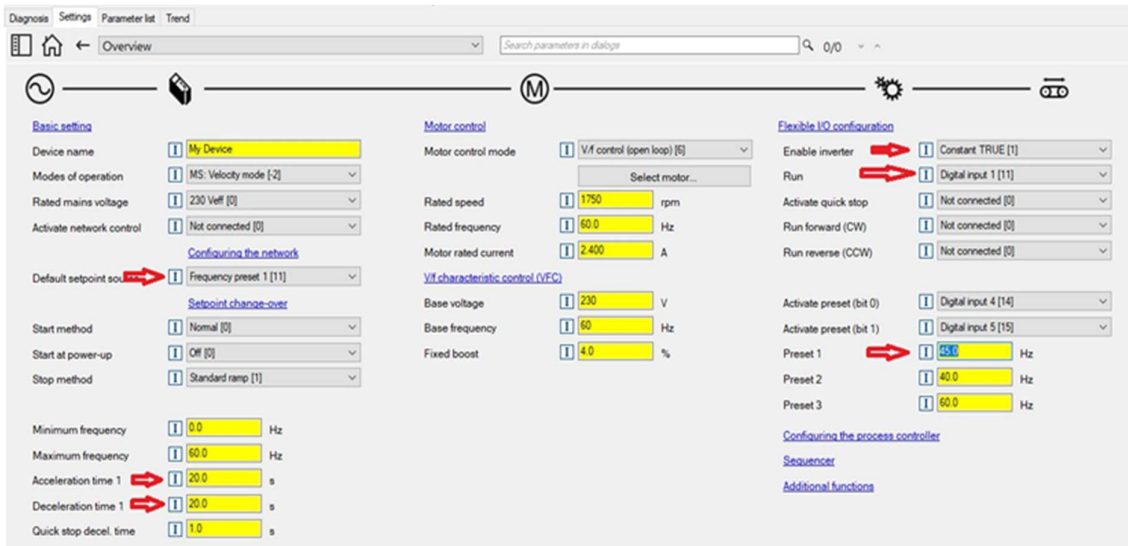 Diagnosis Settings Parameter list Trend
Overview Search parameters in dialogs 0/0
M
Basic setting
Device name My Device
Modes of operation MS: Velocity mode [-2]
Rated mains voltage 230 Veff [0]
Activate network control Not connected [0]
Configuring the network
Default setpoint source Frequency preset 1 [11]
Setpoint change-over
Start method Normal [0]
Start at power-up Off [0]
Stop method Standard ramp [1]
Minimum frequency 0.0 Hz
Maximum frequency 60.0 Hz
Acceleration time 1 20.0 s
Deceleration time 1 20.0 s
Quick stop decel. time 1.0 s
Motor control
Motor control mode V/f control (open loop) [6]
Select motor...
Rated speed 1750 rpm
Rated frequency 60.0 Hz
Motor rated current 2.400 A
V/f characteristic control (VFC)
Base voltage 230 V
Base frequency 60 Hz
Fixed boost 4.0 %
Flexible I/O configuration
Enable inverter Constant TRUE [1]
Run Digital input 1 [11]
Activate quick stop Not connected [0]
Run forward (CW) Not connected [0]
Run reverse (CCW) Not connected [0]
Activate preset (bit 0) Digital input 4 [14]
Activate preset (bit 1) Digital input 5 [15]
Preset 1 45.0 Hz
Preset 2 40.0 Hz
Preset 3 60.0 Hz
Configuring the process controller
Sequencer
Additional functions